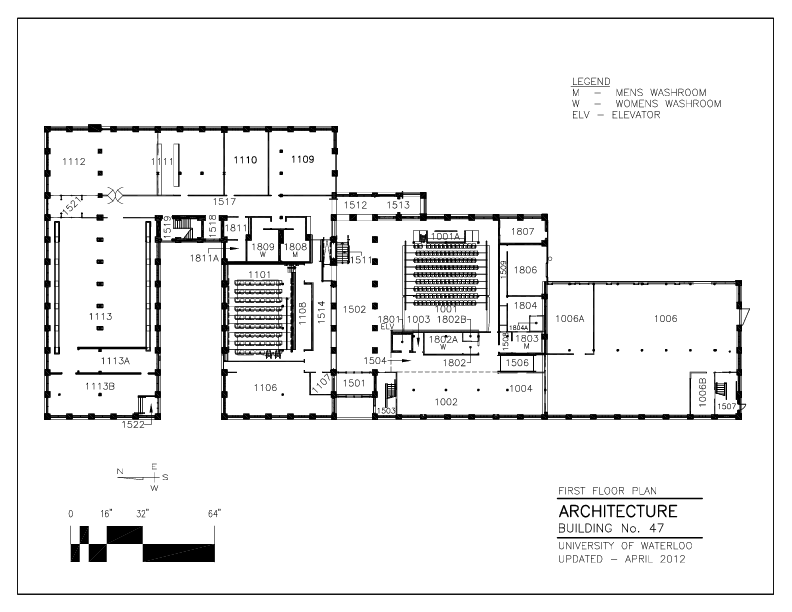 LEGEND
M – MENS WASHROOM
W – WOMENS WASHROOM
ELV – ELEVATOR
1112
1111
1110
1109
1521
1517
1512
1513
1519
1518
1811
1811A
1809
W
1808
M
1511
1001A
1807
1509
1806
1113
1101
1108
1514
1502
1001
1804
1804A
1006A
1006
1801
ELV
1003
1802B
1802A
W
1803
M
1504
1802
1506
1113A
1113B
1106
1107
1501
1503
1002
1004
1006B
1507
1522
N
E
S
W
0 16" 32" 64"
FIRST FLOOR PLAN
ARCHITECTURE
BUILDING No. 47
UNIVERSITY OF WATERLOO
UPDATED – APRIL 2012